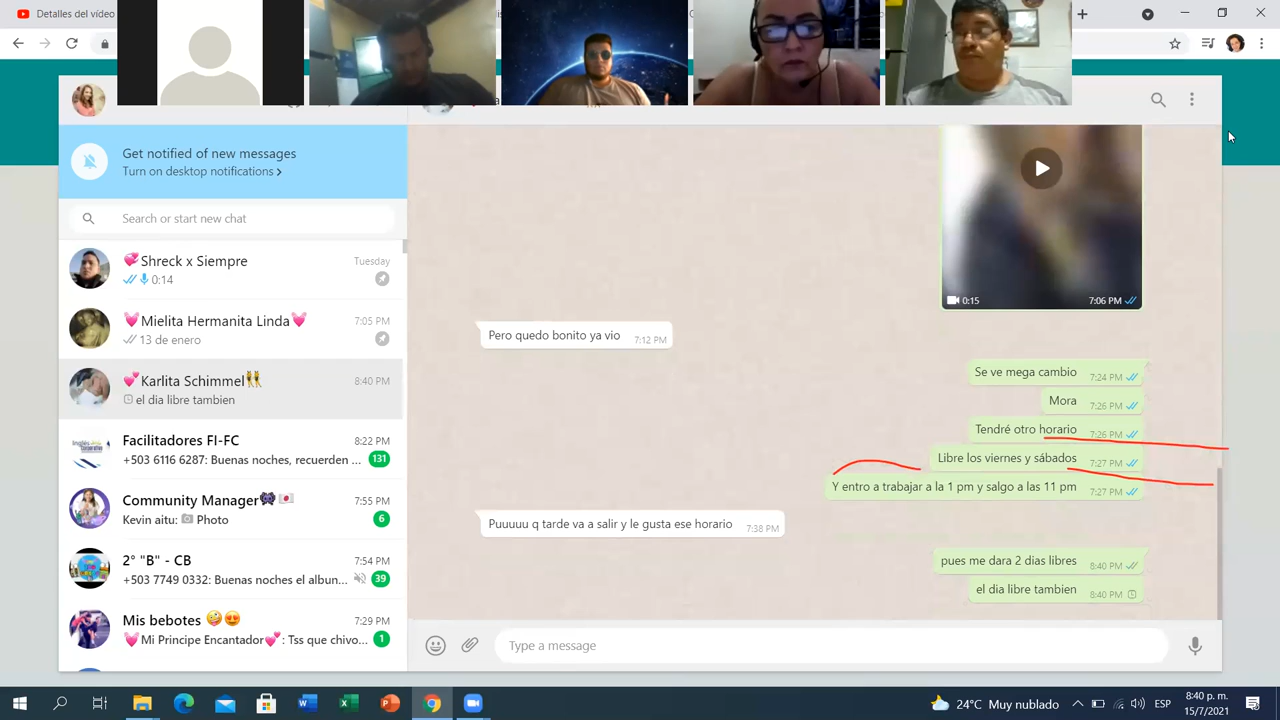 Detalles del vídeo
Get notified of new messages
Turn on desktop notifications >
Search or start new chat
💞Shreck x Siempre
Tuesday
0:14
💓Mielita Hermanita Linda💓
7:05 PM
13 de enero
💕Karlita Schimmel👯
8:40 PM
el dia libre tambien
Facilitadores FI-FC
8:22 PM
+503 6116 6287: Buenas noches, recuerden ...
131
Community Manager
7:55 PM
Kevin aitu: 📷 Photo
6
2° "B" - CB
7:54 PM
+503 7749 0332: Buenas noches el albun...
39
Mis bebotes 🤪😍
7:29 PM
💓Mi Principe Encantador💕: Tss que chivo...
1
0:15
7:06 PM
Pero quedo bonito ya vio
7:12 PM
Se ve mega cambio
7:24 PM
Mora
7:26 PM
Tendré otro horario
7:26 PM
Libre los viernes y sábados
7:27 PM
Y entro a trabajar a la 1 pm y salgo a las 11 pm
7:27 PM
Puuuuu q tarde va a salir y le gusta ese horario
7:38 PM
pues me dara 2 dias libres
8:40 PM
el dia libre tambien
8:40 PM
Type a message
24°C Muy nublado
ESP
8:40 p. m.
15/7/2021